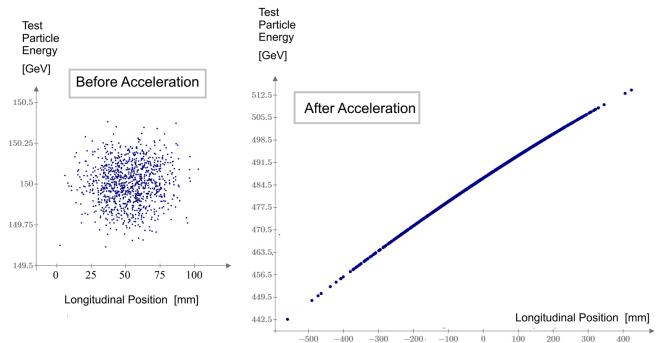 Test
Particle
Energy
[GeV]
Before Acceleration
150.5
150.25
150
149.75
149.5
0 25 50 75 100
Longitudinal Position [mm]
Test
Particle
Energy
[GeV]
After Acceleration
512.5
505.5
498.5
491.5
484.5
477.5
470.5
463.5
456.5
449.5
442.5
Longitudinal Position [mm]
−500 −400 −300 −200 −100 0 100 200 300 400